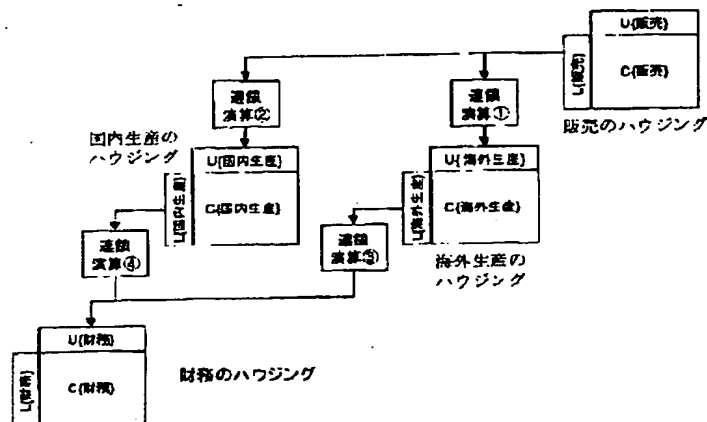 U{販売}
L{販売}
C{販売}
販売のハウジング
連鎖
演算②
連鎖
演算①
国内生産の
ハウジング
U{国内生産}
L{国内生産}
C{国内生産}
U{海外生産}
L{海外生産}
C{海外生産}
海外生産の
ハウジング
連鎖
演算④
連鎖
演算③
U{財務}
L{財務}
C{財務}
財務のハウジング